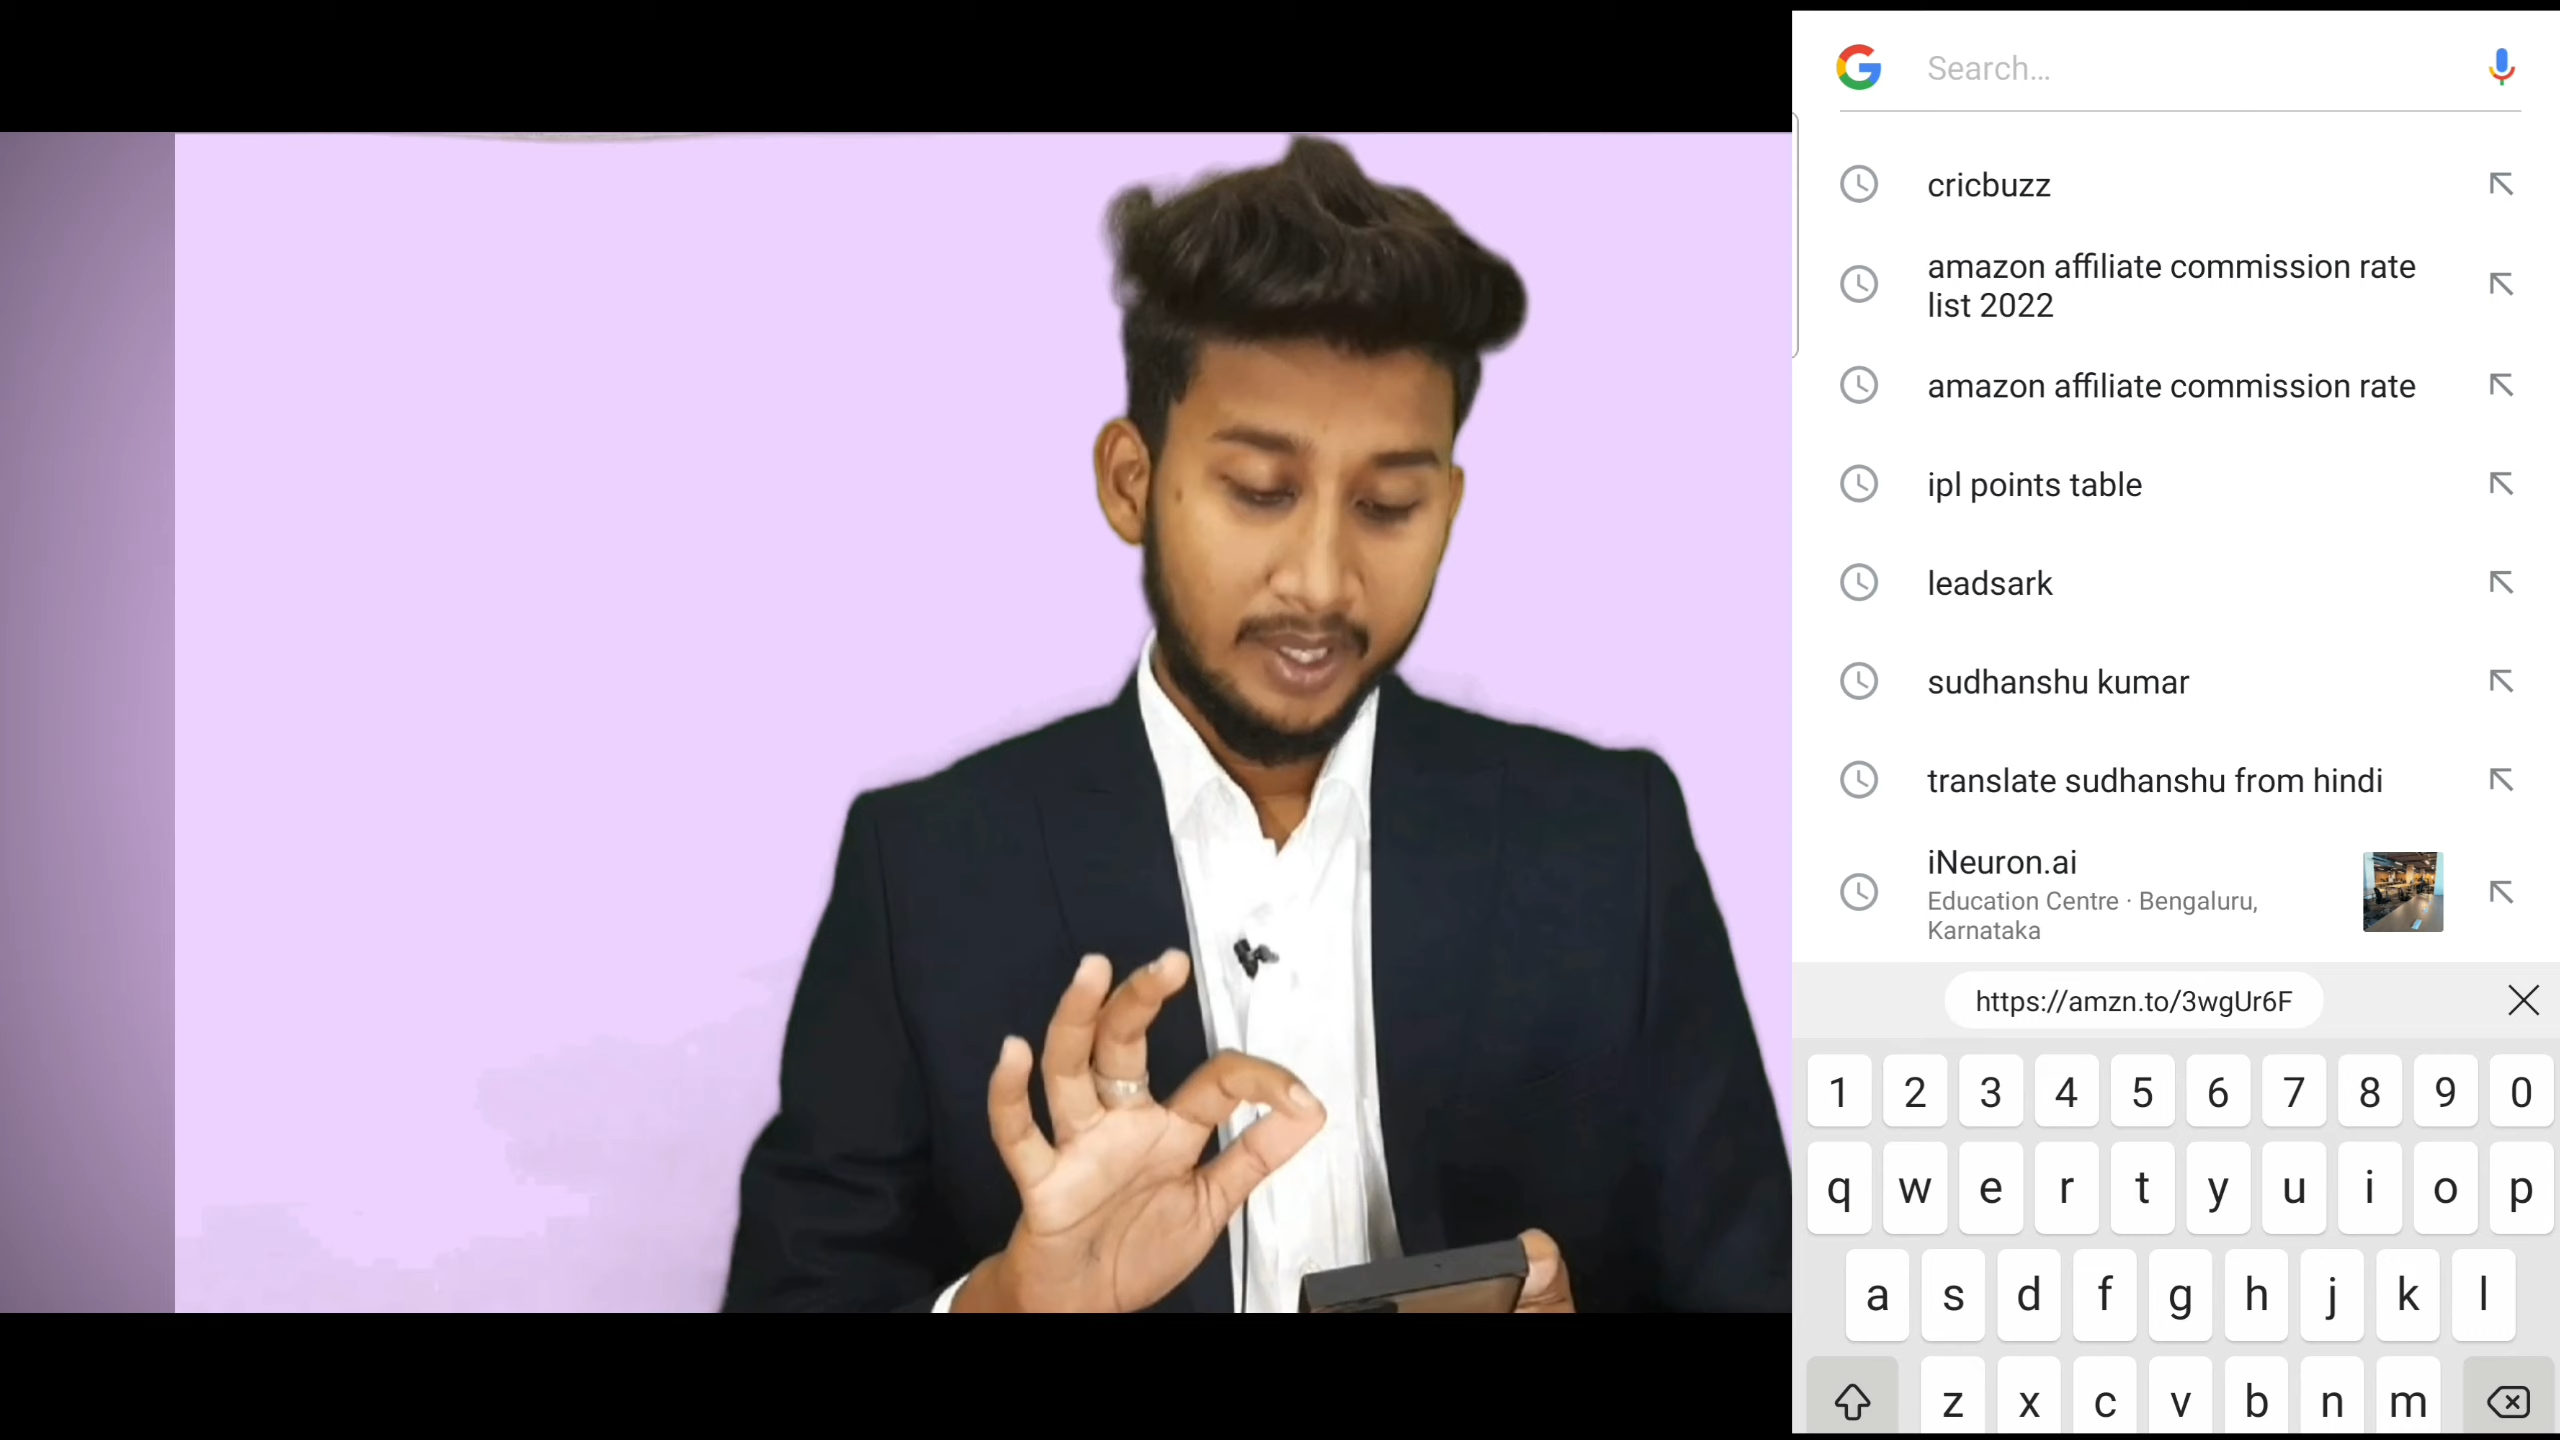 Search...
cricbuzz
amazon affiliate commission rate
list 2022
amazon affiliate commission rate
ipl points table
leadsark
sudhanshu kumar
translate sudhanshu from hindi
iNeuron.ai
Education Centre · Bengaluru,
Karnataka
https://amzn.to/3wgUr6F
1 2 3 4 5 6 7 8 9 0
q w e r t y u i o p
a s d f g h j k l
z x c v b n m